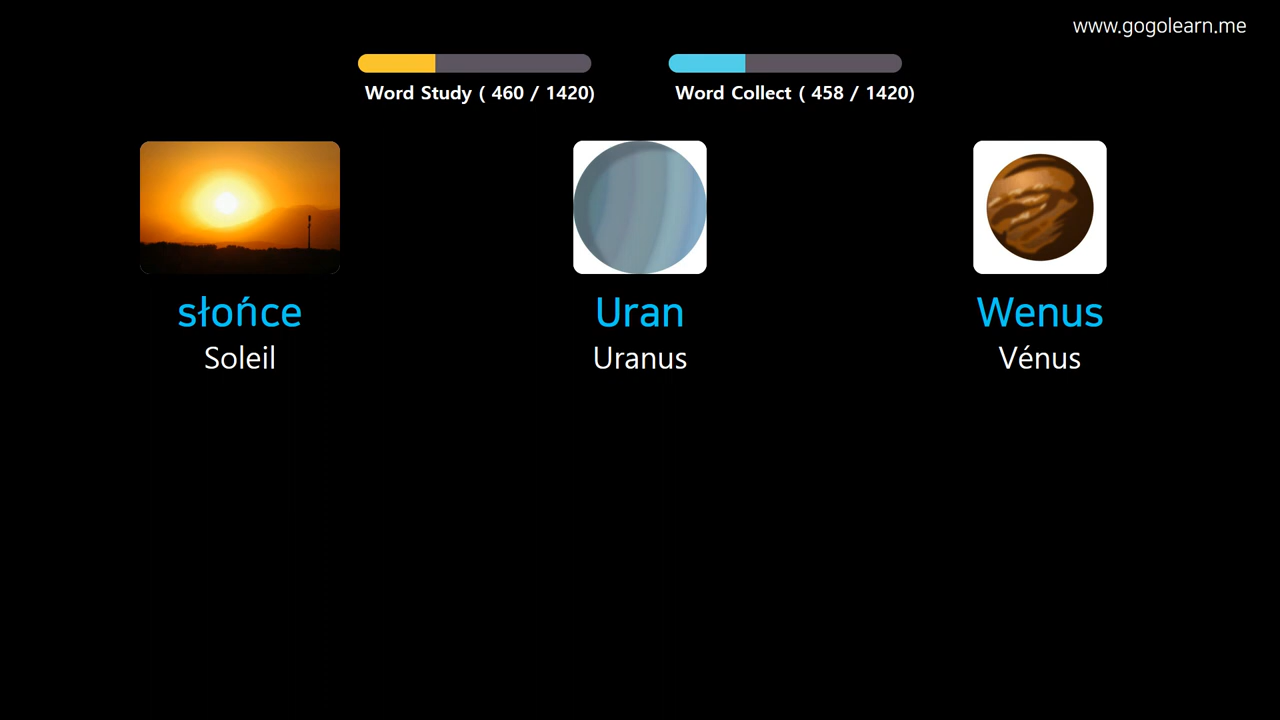 www.gogolearn.me
Word Study ( 460 / 1420)
Word Collect ( 458 / 1420)
słońce
Uran
Wenus
Soleil
Uranus
Vénus